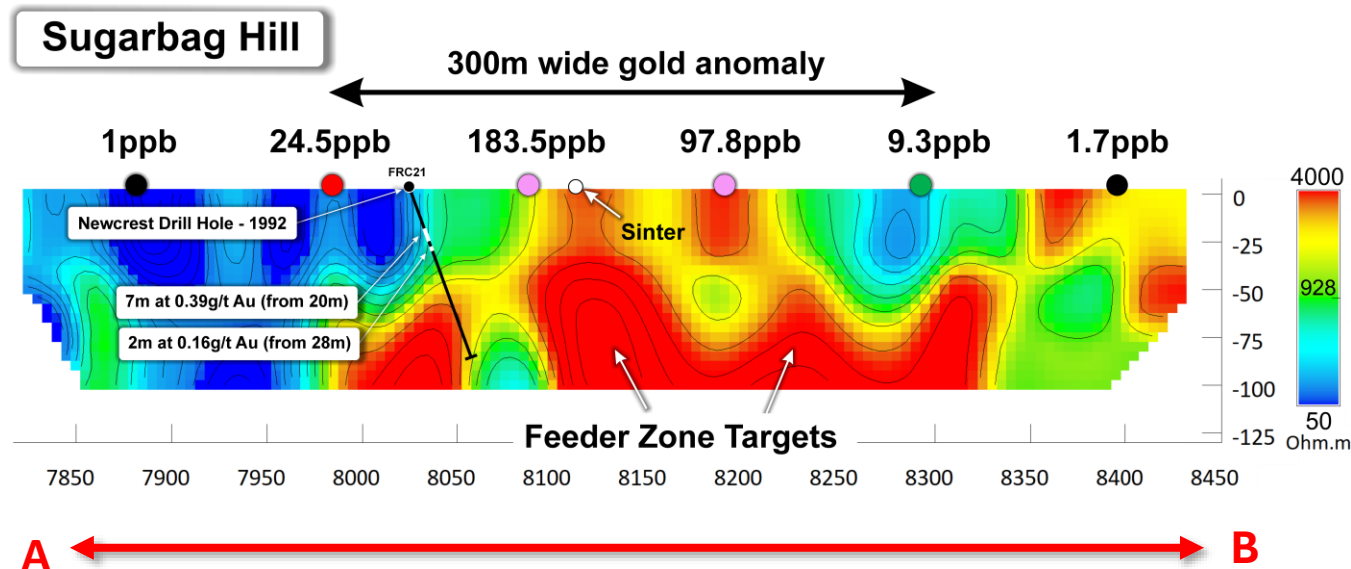 Sugarbag Hill
300m wide gold anomaly
1ppb 24.5ppb 183.5ppb 97.8ppb 9.3ppb 1.7ppb
FRC21
Newcrest Drill Hole - 1992
Sinter
7m at 0.39g/t Au (from 20m)
2m at 0.16g/t Au (from 28m)
Feeder Zone Targets
0
-25
-50
-75
-100
-125
4000
928
50
Ohm.m
7850 7900 7950 8000 8050 8100 8150 8200 8250 8300 8350 8400 8450
A B